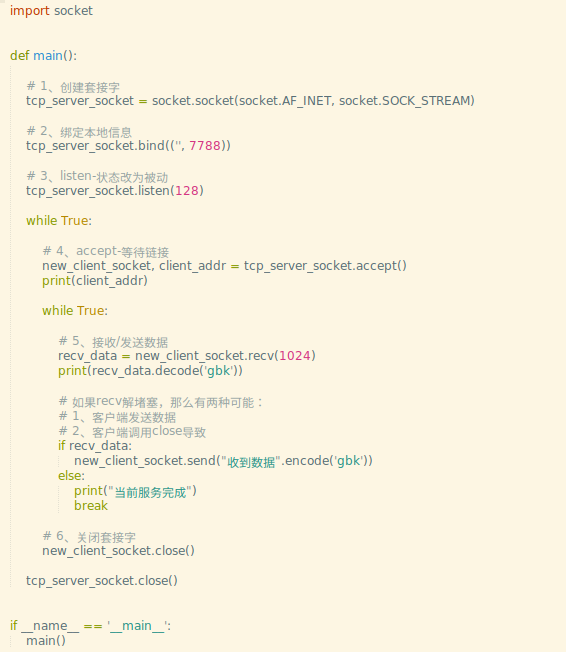 import socket
def main():
# 1、创建套接字
tcp_server_socket = socket.socket(socket.AF_INET, socket.SOCK_STREAM)
# 2、绑定本地信息
tcp_server_socket.bind(('', 7788))
# 3、listen-状态改为被动
tcp_server_socket.listen(128)
while True:
# 4、accept-等待链接
new_client_socket, client_addr = tcp_server_socket.accept()
print(client_addr)
while True:
# 5、接收/发送数据
recv_data = new_client_socket.recv(1024)
print(recv_data.decode('gbk'))
# 如果recv解堵塞，那么有两种可能：
# 1、客户端发送数据
# 2、客户端调用close导致
if recv_data:
new_client_socket.send("收到数据".encode('gbk'))
else:
print("当前服务完成")
break
# 6、关闭套接字
new_client_socket.close()
tcp_server_socket.close()
if __name__ == '__main__':
main()